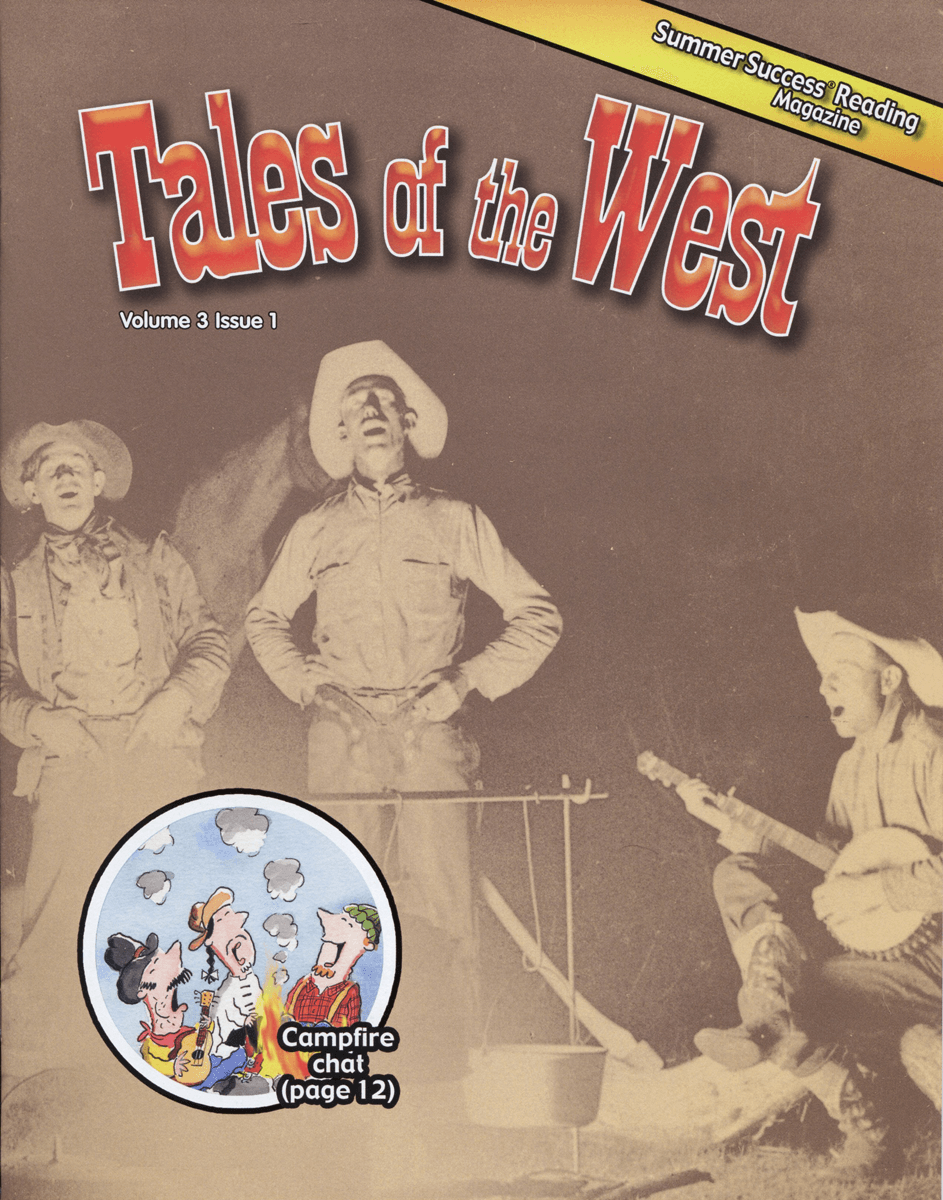 Summer Success® Reading
Magazine
Tales of the West
Volume 3 Issue 1
Campfire
chat
(page 12)